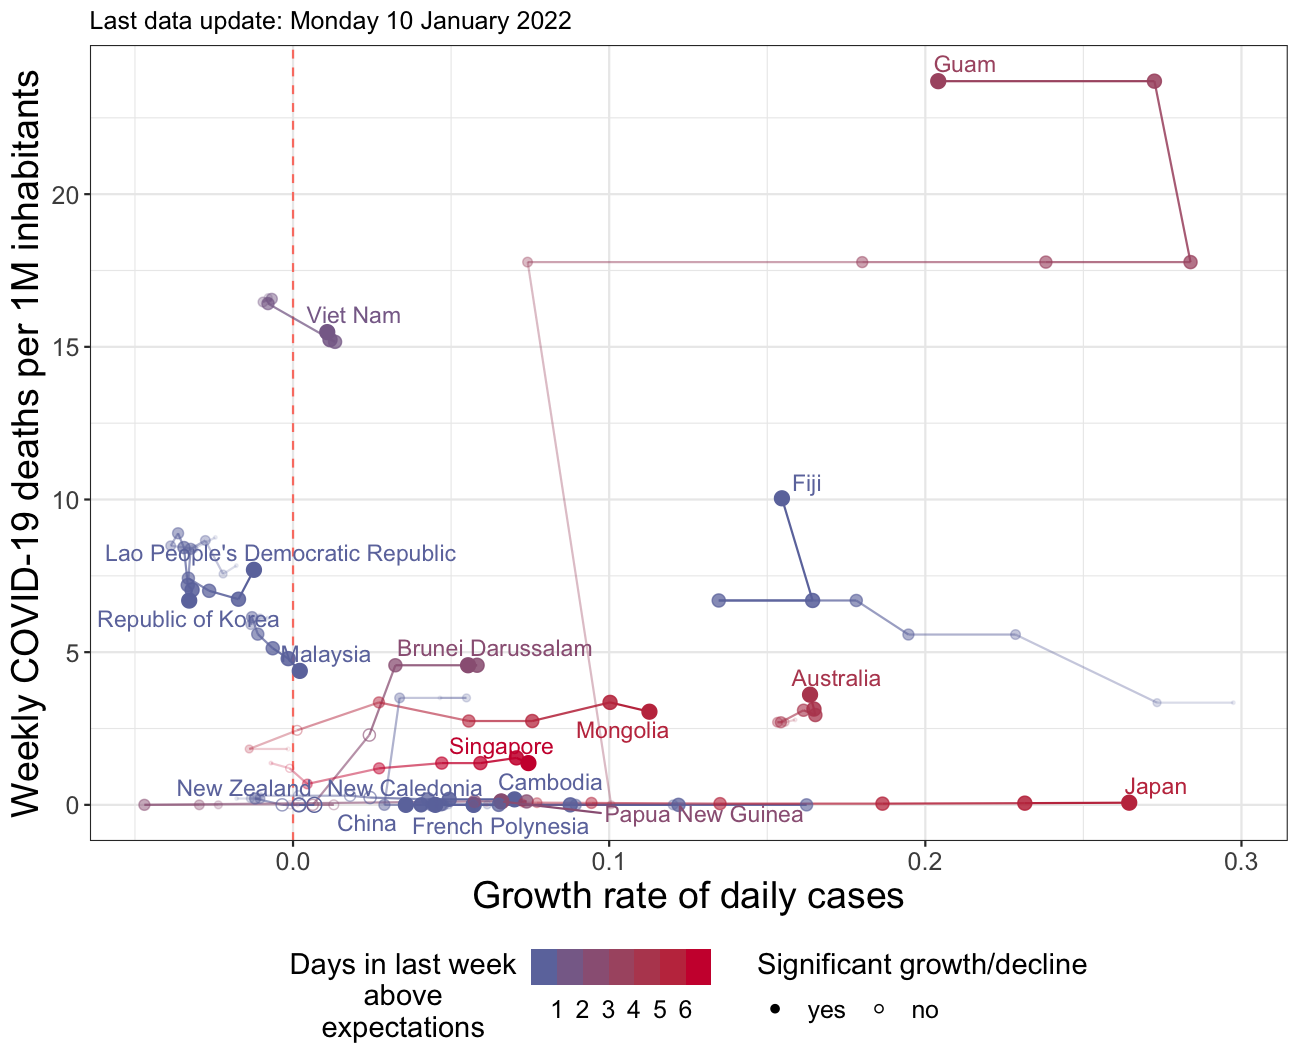 Last data update: Monday 10 January 2022
Weekly COVID-19 deaths per 1M inhabitants
20
15
10
5
0
Guam
Viet Nam
Fiji
Lao People's Democratic Republic
Republic of Korea
Malaysia
Brunei Darussalam
Australia
Mongolia
Singapore
New Zealand
New Caledonia
Cambodia
Japan
China
French Polynesia
Papua New Guinea
0.0
0.1
0.2
0.3
Growth rate of daily cases
Days in last week
above
expectations
1 2 3 4 5 6
Significant growth/decline
yes no